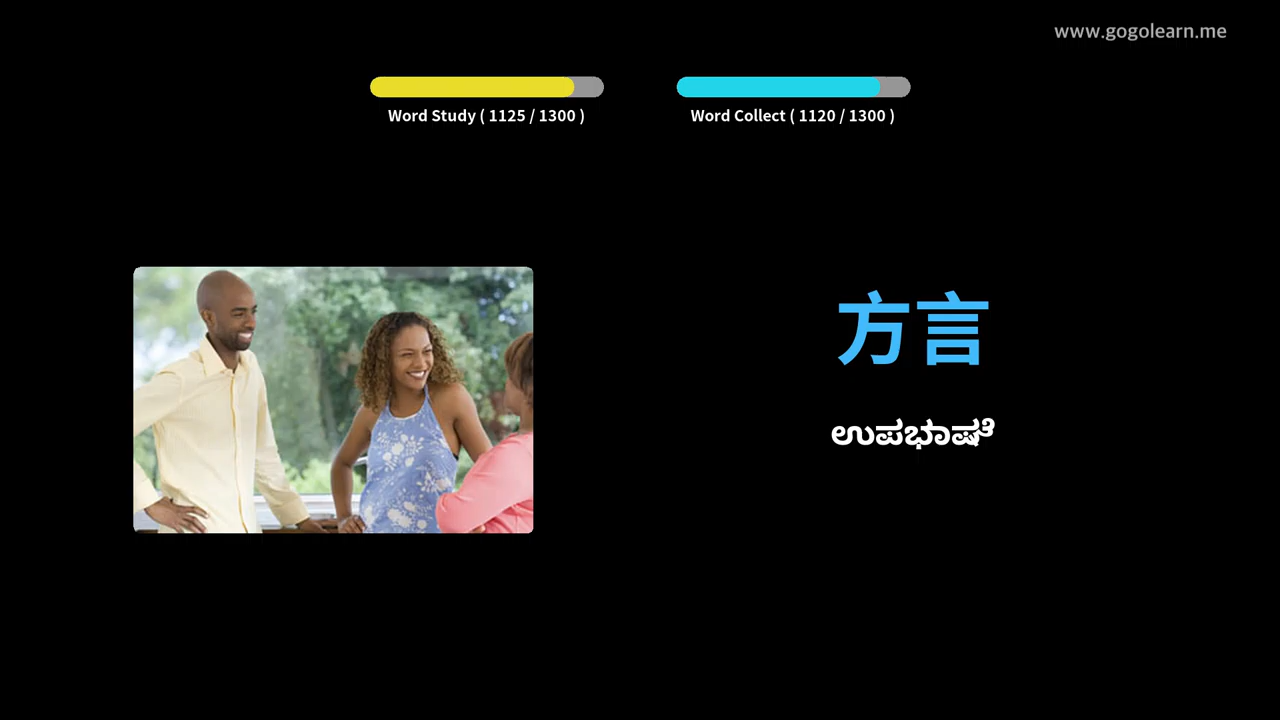 www.gogolearn.me
Word Study ( 1125 / 1300 )
Word Collect ( 1120 / 1300 )
方言
ಉಪಭಾಷೆ